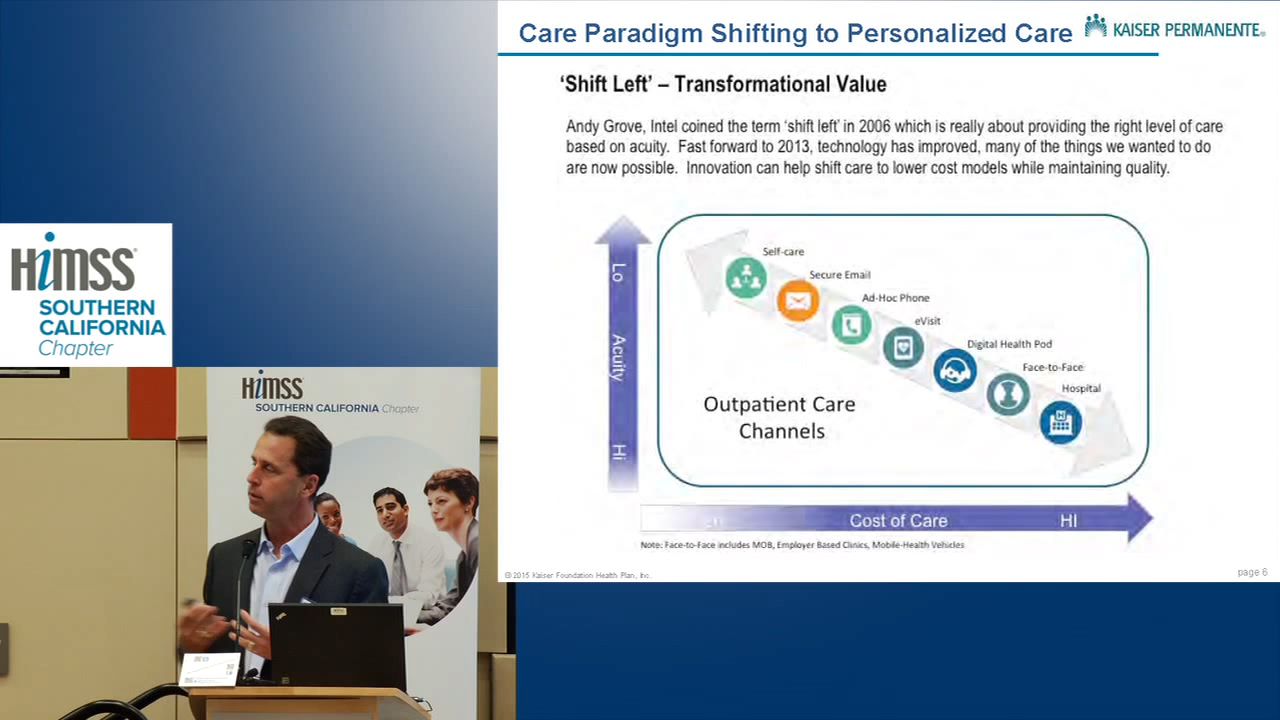 Care Paradigm Shifting to Personalized Care
KAISER PERMANENTE®
‘Shift Left’ – Transformational Value
Andy Grove, Intel coined the term ‘shift left’ in 2006 which is really about providing the right level of care
based on acuity. Fast forward to 2013, technology has improved, many of the things we wanted to do
are now possible. Innovation can help shift care to lower cost models while maintaining quality.
Lo
Acuity
Hi
Self-care
Secure Email
Ad-Hoc Phone
eVisit
Digital Health Pod
Face-to-Face
Hospital
Outpatient Care
Channels
Cost of Care
HI
Note: Face-to-Face includes MOB, Employer Based Clinics, Mobile-Health Vehicles
© 2015 Kaiser Foundation Health Plan, Inc.
page 6
HiMSS®
SOUTHERN
CALIFORNIA
Chapter
HiMSS
SOUTHERN CALIFORNIA Chapter